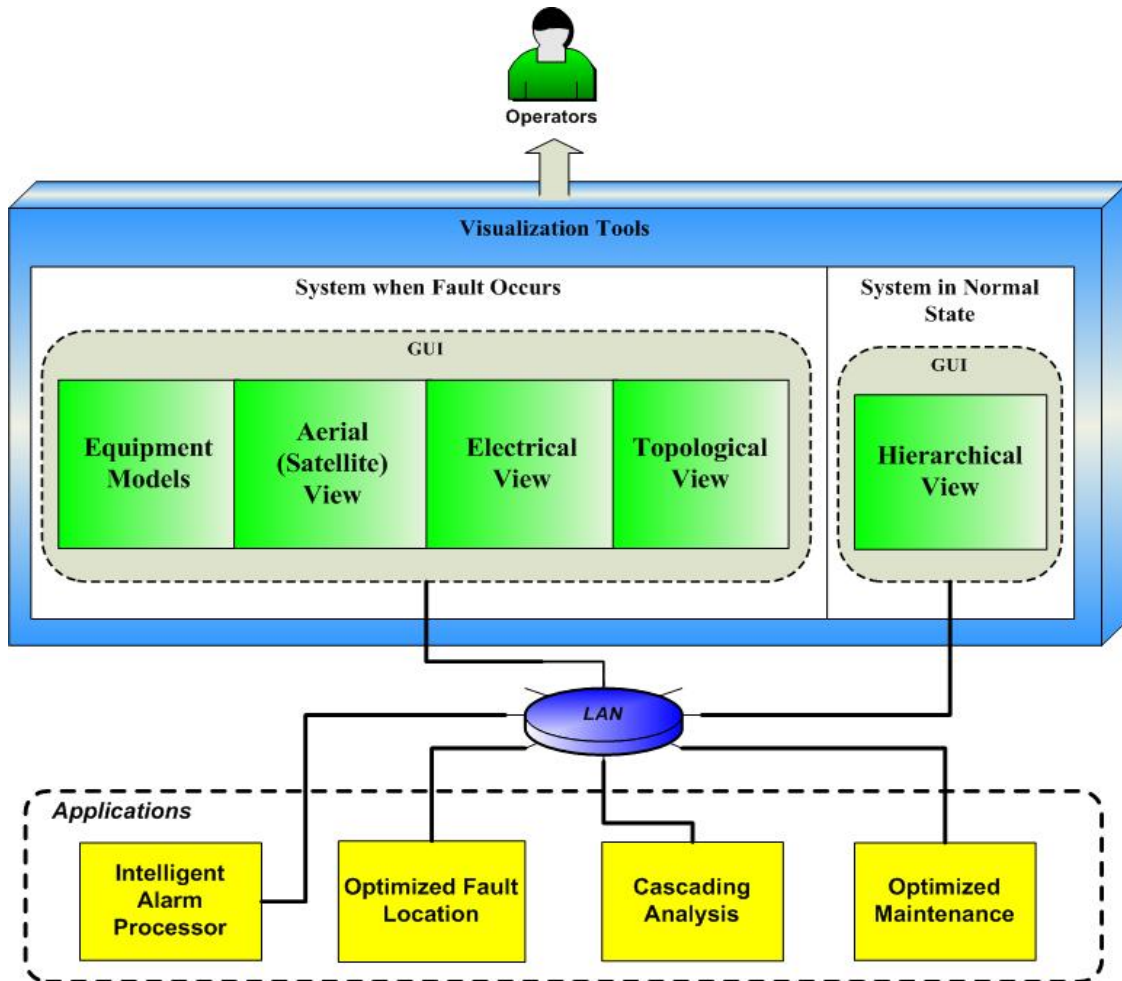 Operators
Visualization Tools
System when Fault Occurs
GUI
Equipment
Models
Aerial
(Satellite)
View
Electrical
View
Topological
View
System in Normal
State
GUI
Hierarchical
View
LAN
Applications
Intelligent
Alarm
Processor
Optimized Fault
Location
Cascading
Analysis
Optimized
Maintenance